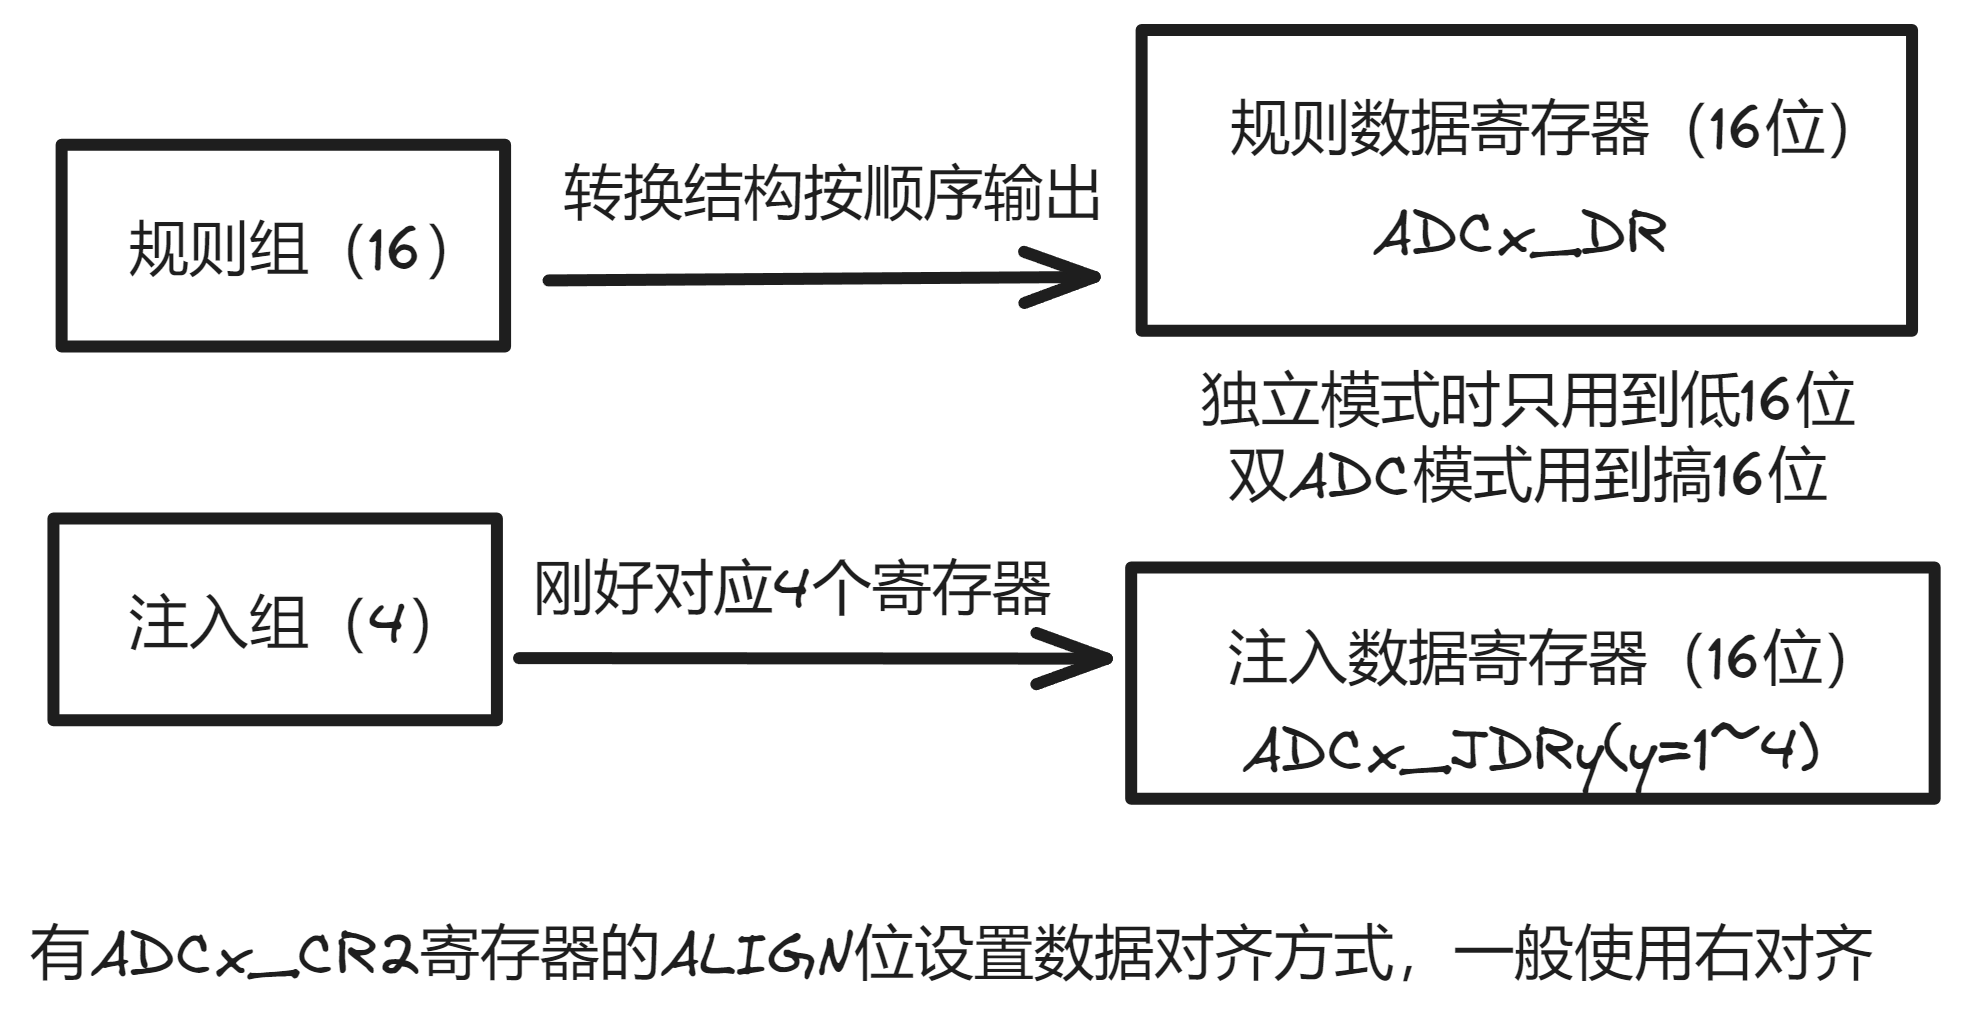 规则组（16）
转换结构按顺序输出
规则数据寄存器（16位）
ADCx_DR
独立模式时只用到低16位
双ADC模式用到搞16位
注入组（4）
刚好对应4个寄存器
注入数据寄存器（16位）
ADCx_JDRy(y=1~4)
有ADCx_CR2寄存器的ALIGN位设置数据对齐方式，一般使用右对齐